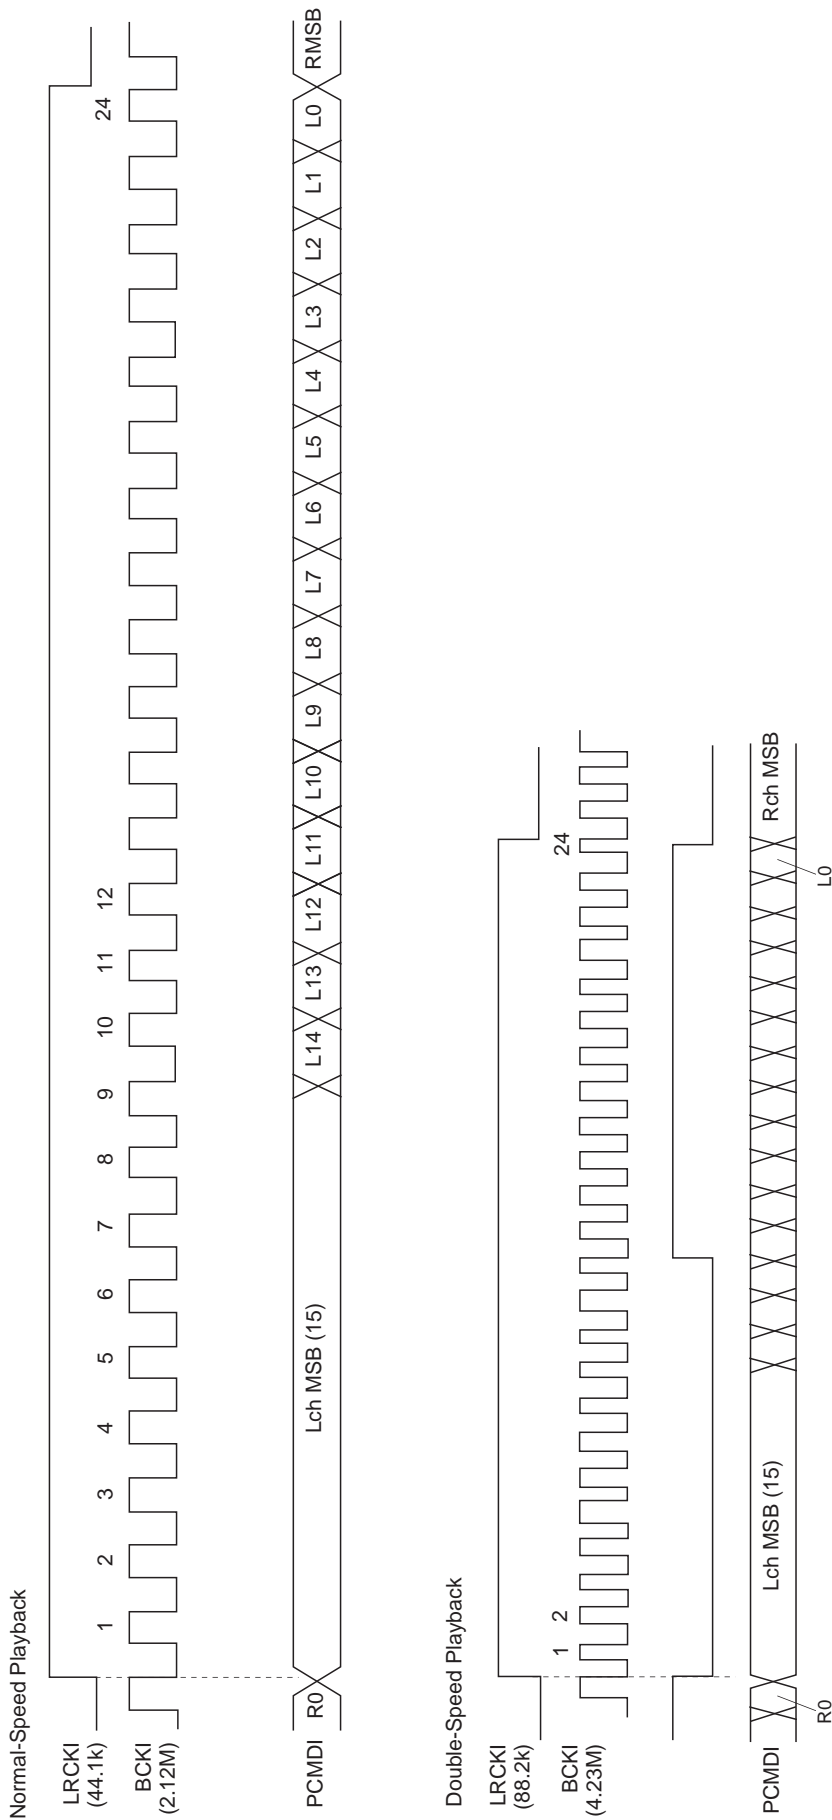 Normal-Speed Playback
LRCKI
(44.1k)
1 2 3 4 5 6 7 8 9 10 11 12 24
BCKI
(2.12M)
PCMDI
R0 Lch MSB (15) L14 L13 L12 L11 L10 L9 L8 L7 L6 L5 L4 L3 L2 L1 L0 RMSB
Double-Speed Playback
LRCKI
(88.2k)
1 2 24
BCKI
(4.23M)
PCMDI
Lch MSB (15) Rch MSB
R0 L0